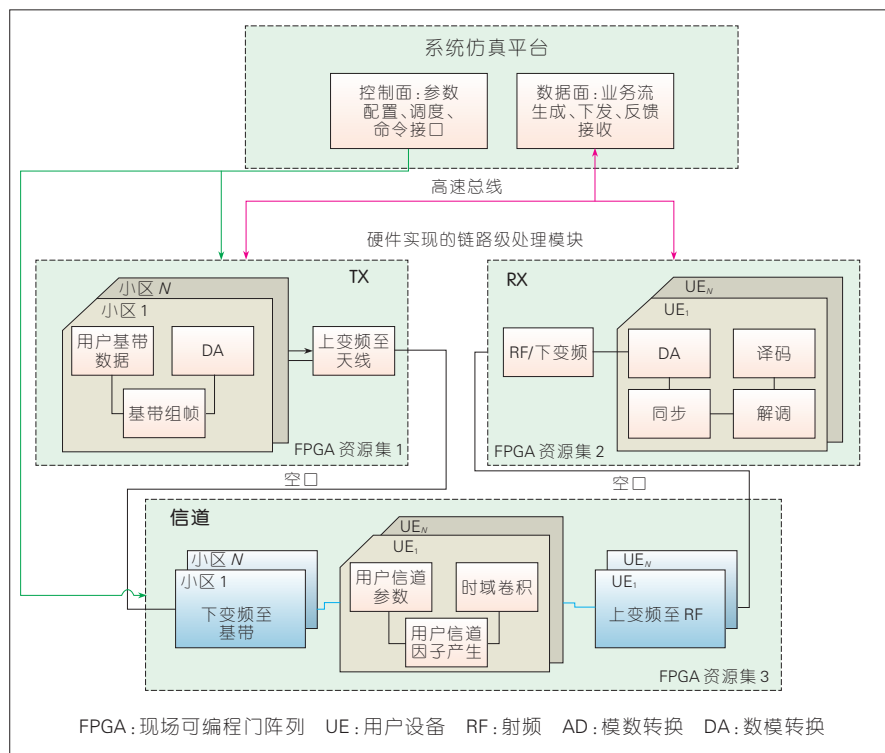 系统仿真平台
控制面:参数
配置、调度、
命令接口
数据面:业务流
生成、下发、反馈
接收
高速总线
硬件实现的链路级处理模块
TX
小区 N
小区 1
用户基带
数据
DA
基带组帧
上变频至
天线
FPGA 资源集 1
RX
UEN
UE1
RF/下变频
DA
译码
同步
解调
FPGA 资源集 2
空口
空口
信道
小区 N
小区 1
下变频至
基带
UEN
UE1
用户信道
参数
时域卷积
用户信道
因子产生
UEN
UE1
上变频至 RF
FPGA 资源集 3
FPGA:现场可编程门阵列 UE:用户设备 RF:射频 AD:模数转换 DA:数模转换